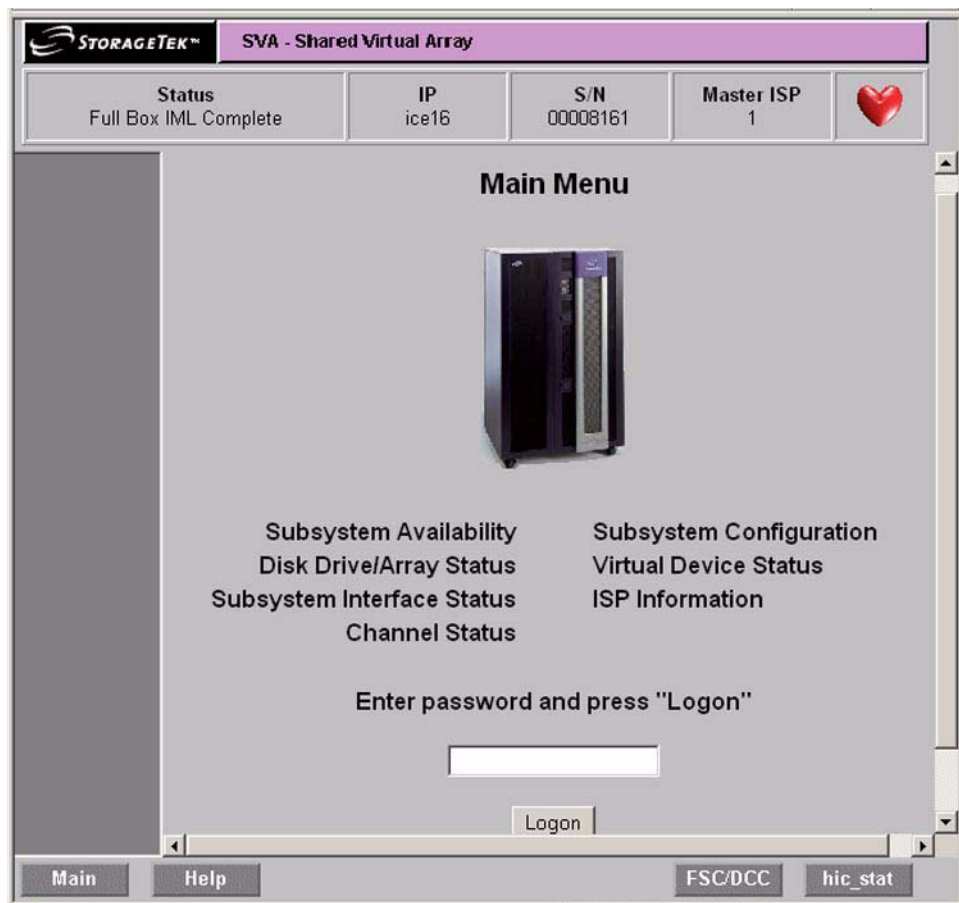 STORAGETEK™
SVA - Shared Virtual Array
Status
Full Box IML Complete
IP
ice16
S/N
00008161
Master ISP
1
Main Menu
Subsystem Availability
Subsystem Configuration
Disk Drive/Array Status
Virtual Device Status
Subsystem Interface Status
ISP Information
Channel Status
Enter password and press "Logon"
Logon
Main
Help
FSC/DCC
hic_stat